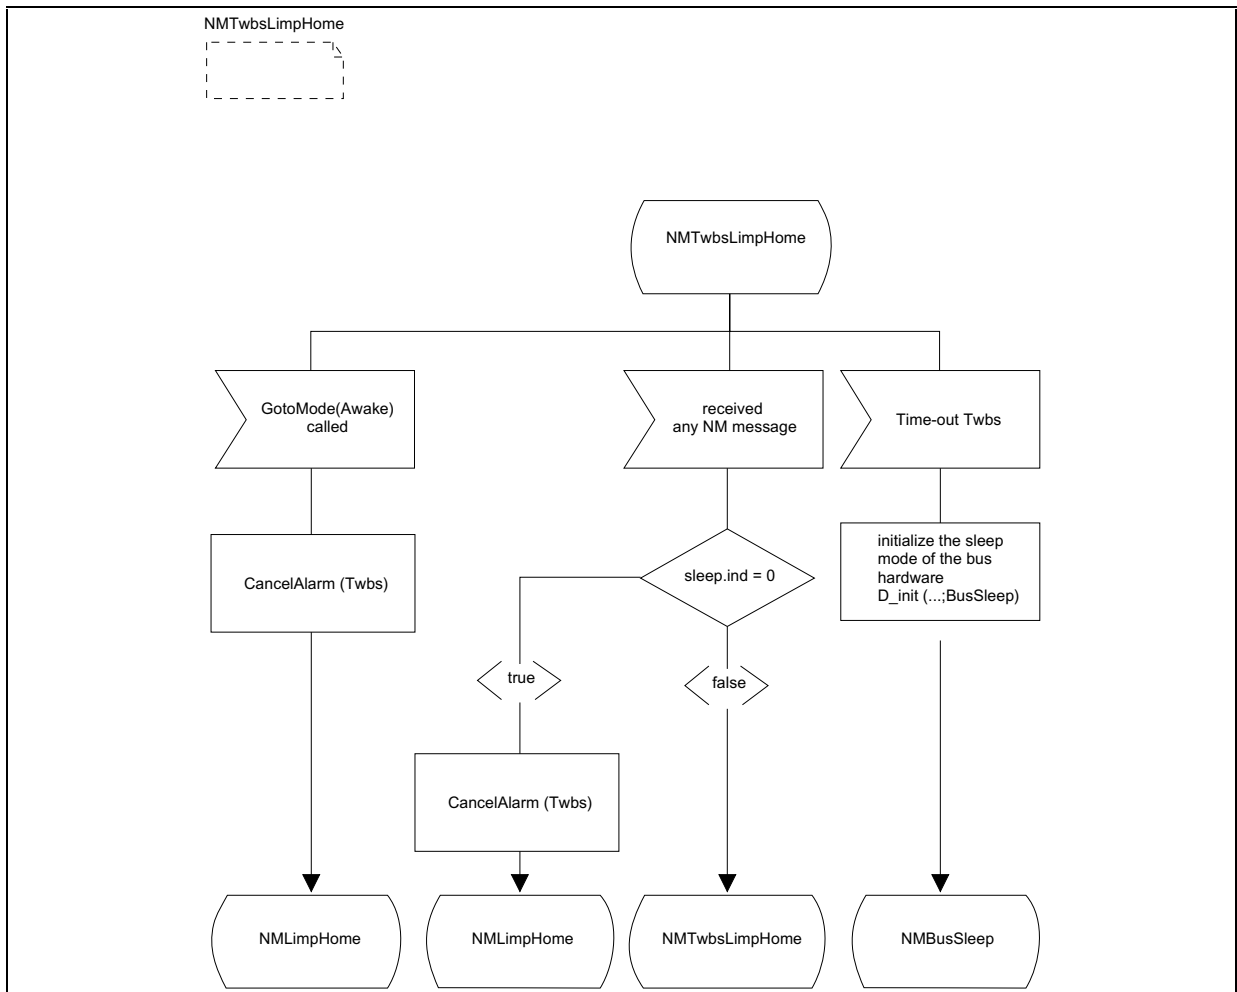 NMTwbsLimpHome
NMTwbsLimpHome
GotoMode(Awake)
called
received
any NM message
Time-out Twbs
CancelAlarm (Twbs)
sleep.ind = 0
initialize the sleep
mode of the bus
hardware
D_init (...;BusSleep)
true
false
CancelAlarm (Twbs)
NMLimpHome
NMLimpHome
NMTwbsLimpHome
NMBusSleep